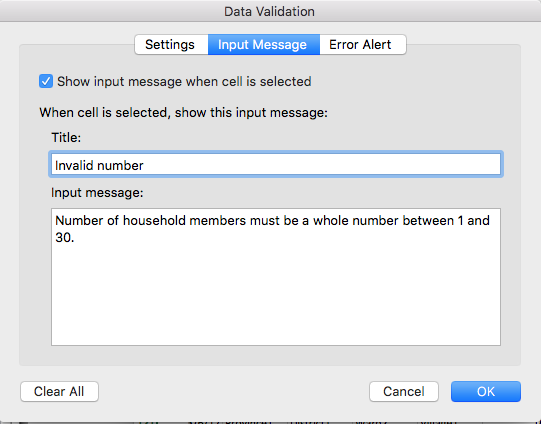 Data Validation
Settings
Input Message
Error Alert
Show input message when cell is selected
When cell is selected, show this input message:
Title:
Invalid number
Input message:
Number of household members must be a whole number between 1 and
30.
Clear All
Cancel
OK